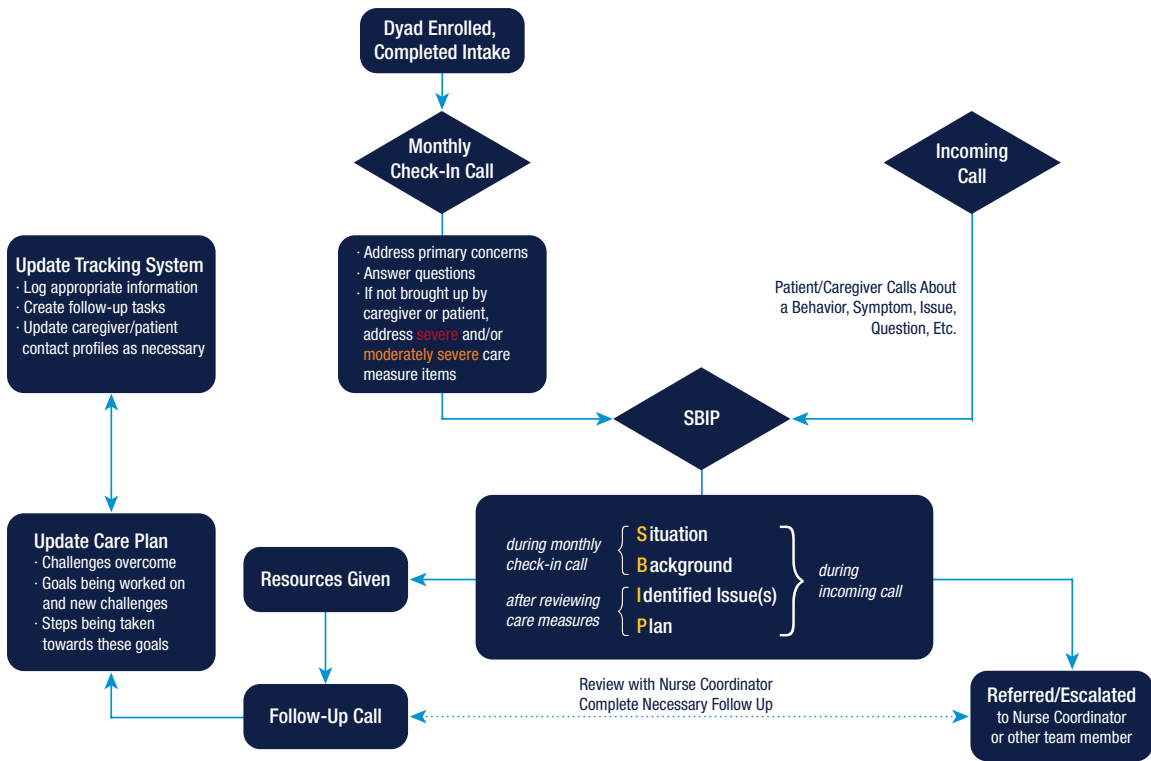 Dyad Enrolled,
Completed Intake
Monthly
Check-In Call
Incoming
Call
· Address primary concerns
· Answer questions
· If not brought up by
caregiver or patient,
address severe and/or
moderately severe care
measure items
Patient/Caregiver Calls About
a Behavior, Symptom, Issue,
Question, Etc.
Update Tracking System
· Log appropriate information
· Create follow-up tasks
· Update caregiver/patient
contact profiles as necessary
SBIP
during monthly
check-in call
Situation
Background
after reviewing
care measures
Identified Issue(s)
Plan
during
incoming call
Resources Given
Update Care Plan
· Challenges overcome
· Goals being worked on
and new challenges
· Steps being taken
towards these goals
Follow-Up Call
Review with Nurse Coordinator
Complete Necessary Follow Up
Referred/Escalated
to Nurse Coordinator
or other team member